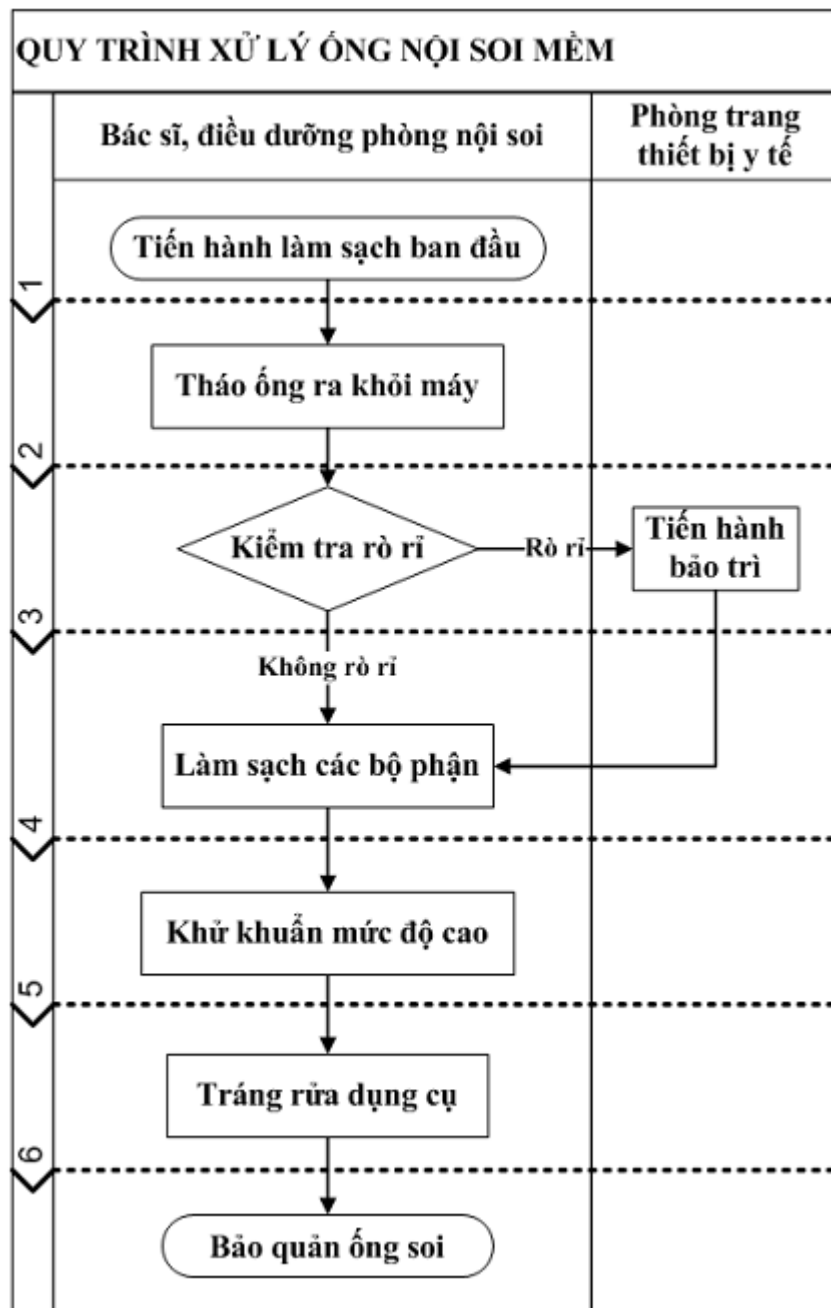 QUY TRÌNH XỬ LÝ ỐNG NỘI SOI MỀM
Bác sĩ, điều dưỡng phòng nội soi
Phòng trang
thiết bị y tế
1
Tiến hành làm sạch ban đầu
2
Tháo ống ra khỏi máy
3
Kiểm tra rò rỉ
Rò rỉ
Tiến hành
bảo trì
4
Không rò rỉ
Làm sạch các bộ phận
5
Khử khuẩn mức độ cao
6
Tráng rửa dụng cụ
Bảo quản ống soi